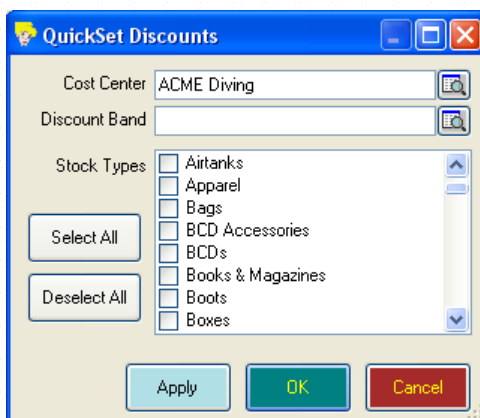 QuickSet Discounts
Cost Center ACME Diving
Discount Band
Stock Types
Airtanks
Apparel
Bags
BCD Accessories
BCDs
Books & Magazines
Boots
Boxes
Select All
Deselect All
Apply OK Cancel